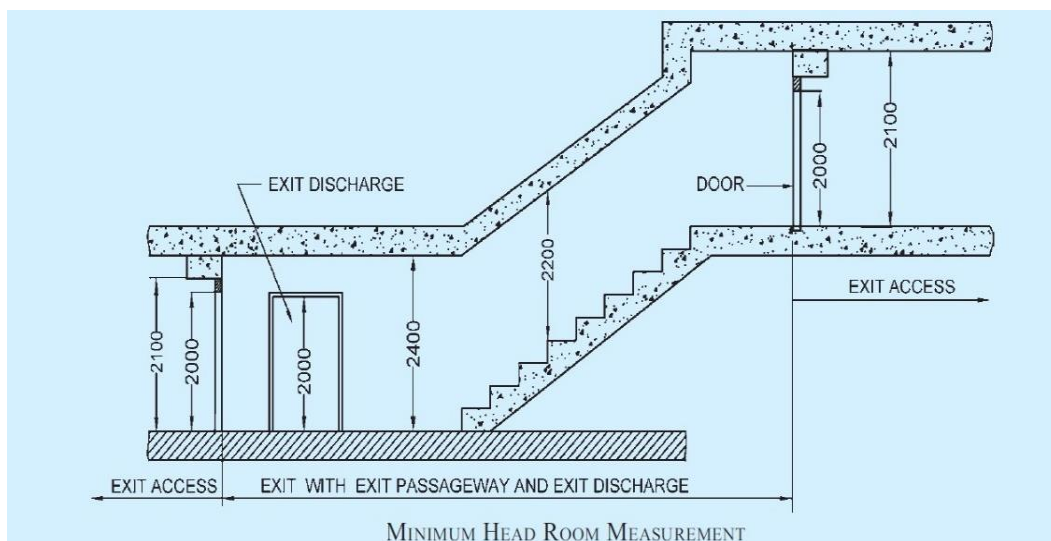 EXIT DISCHARGE
DOOR
2000
2100
2200
EXIT ACCESS
2100
2000
2000
2400
EXIT ACCESS
EXIT WITH EXIT PASSAGEWAY AND EXIT DISCHARGE
MINIMUM HEAD ROOM MEASUREMENT